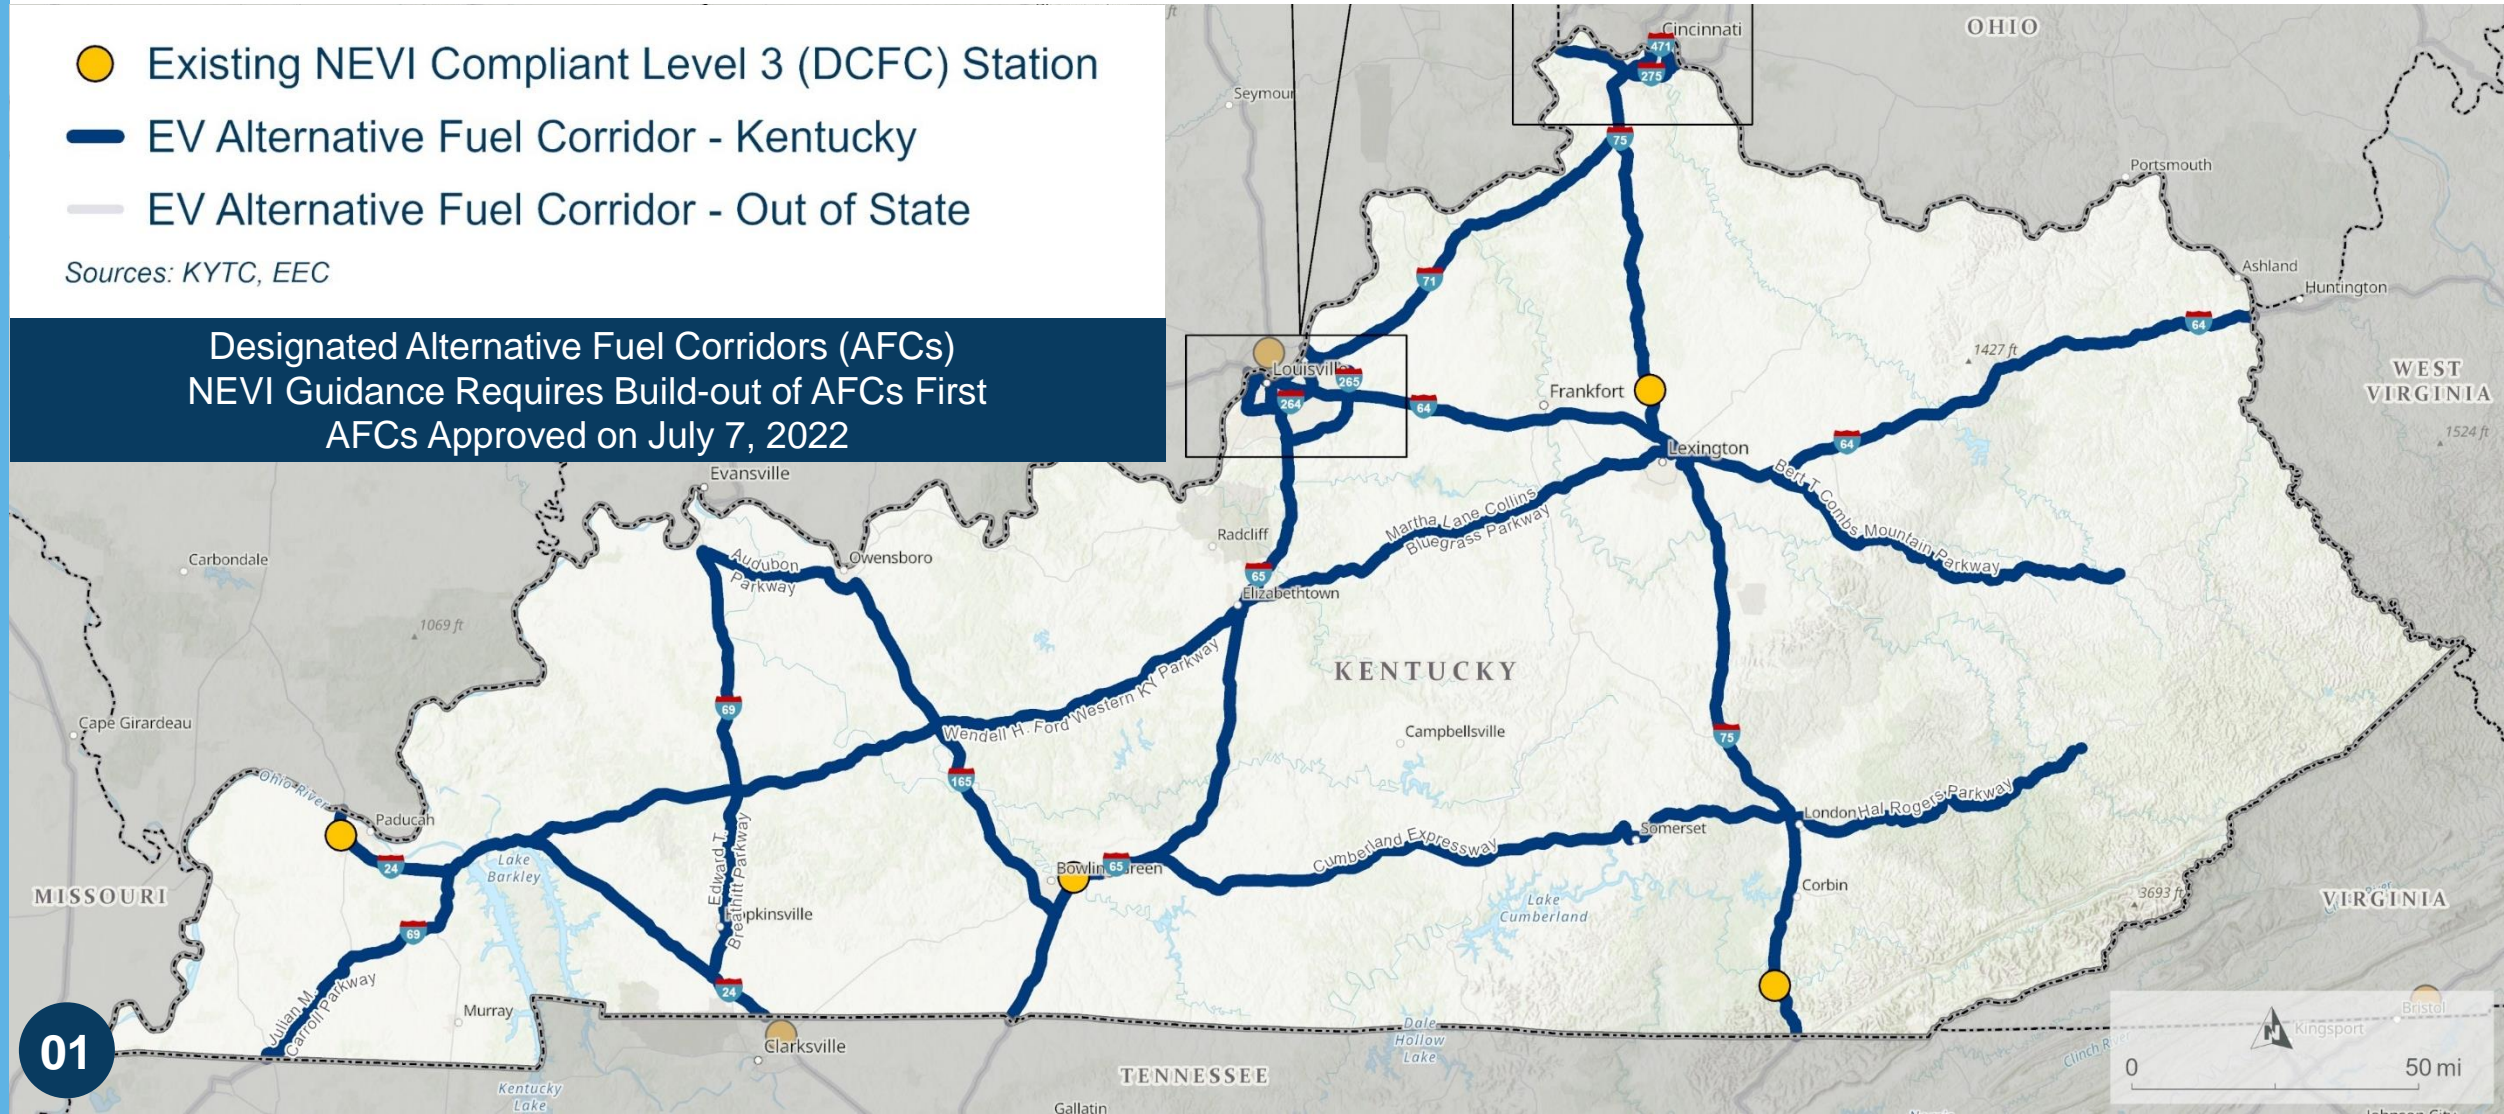 Existing NEVI Compliant Level 3 (DCFC) Station
EV Alternative Fuel Corridor - Kentucky
EV Alternative Fuel Corridor - Out of State
Sources: KYTC, EEC
Designated Alternative Fuel Corridors (AFCs)
NEVI Guidance Requires Build-out of AFCs First
AFCs Approved on July 7, 2022
ft
Cincinnati
OHIO
471
275
Seymour
75
Portsmouth
71
Ashland
Huntington
64
1427 ft
WEST
VIRGINIA
1524 ft
Louisville
265
264
64
Frankfort
64
Lexington
Bert T. Combs Mountain Parkway
Evansville
Martha Lane Collins
Bluegrass Parkway
Radcliff
Carbondale
Audubon
Parkway
Owensboro
65
Elizabethtown
1069 ft
KENTUCKY
Wendell H. Ford Western KY Parkway
69
Cape Girardeau
Campbellsville
75
165
Ohio River
Paducah
London
Hal Rogers Parkway
Somerset
Cumberland Expressway
24
Lake
Barkley
Edward T.
Breathitt Parkway
Bowling Green
65
Corbin
MISSOURI
3693 ft
VIRGINIA
Lake
Cumberland
Hopkinsville
69
Julian M.
Carroll Parkway
24
Murray
Bristol
Kingsport
N
01
Clarksville
Dale
Hollow
Lake
Clinch River
0
50 mi
TENNESSEE
Kentucky
Lake
Gallatin
Johnson City